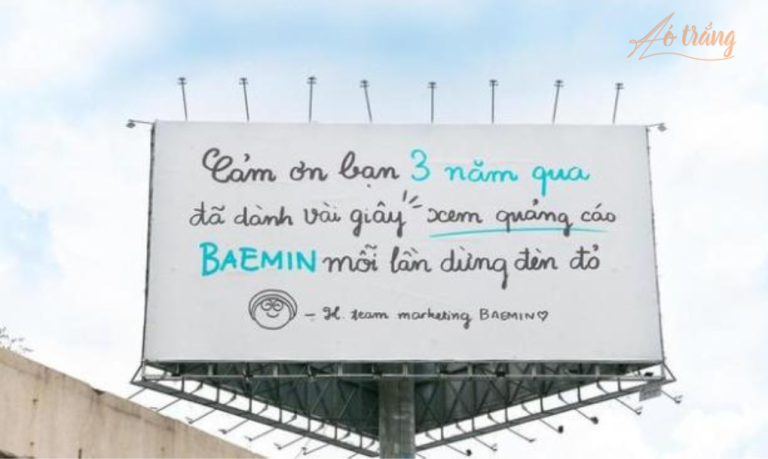 Áo trắng
Cảm ơn bạn 3 năm qua
đã dành vài giây xem quảng cáo
BAEMIN mỗi lần dừng đèn đỏ
- H. team marketing BAEMIN♡